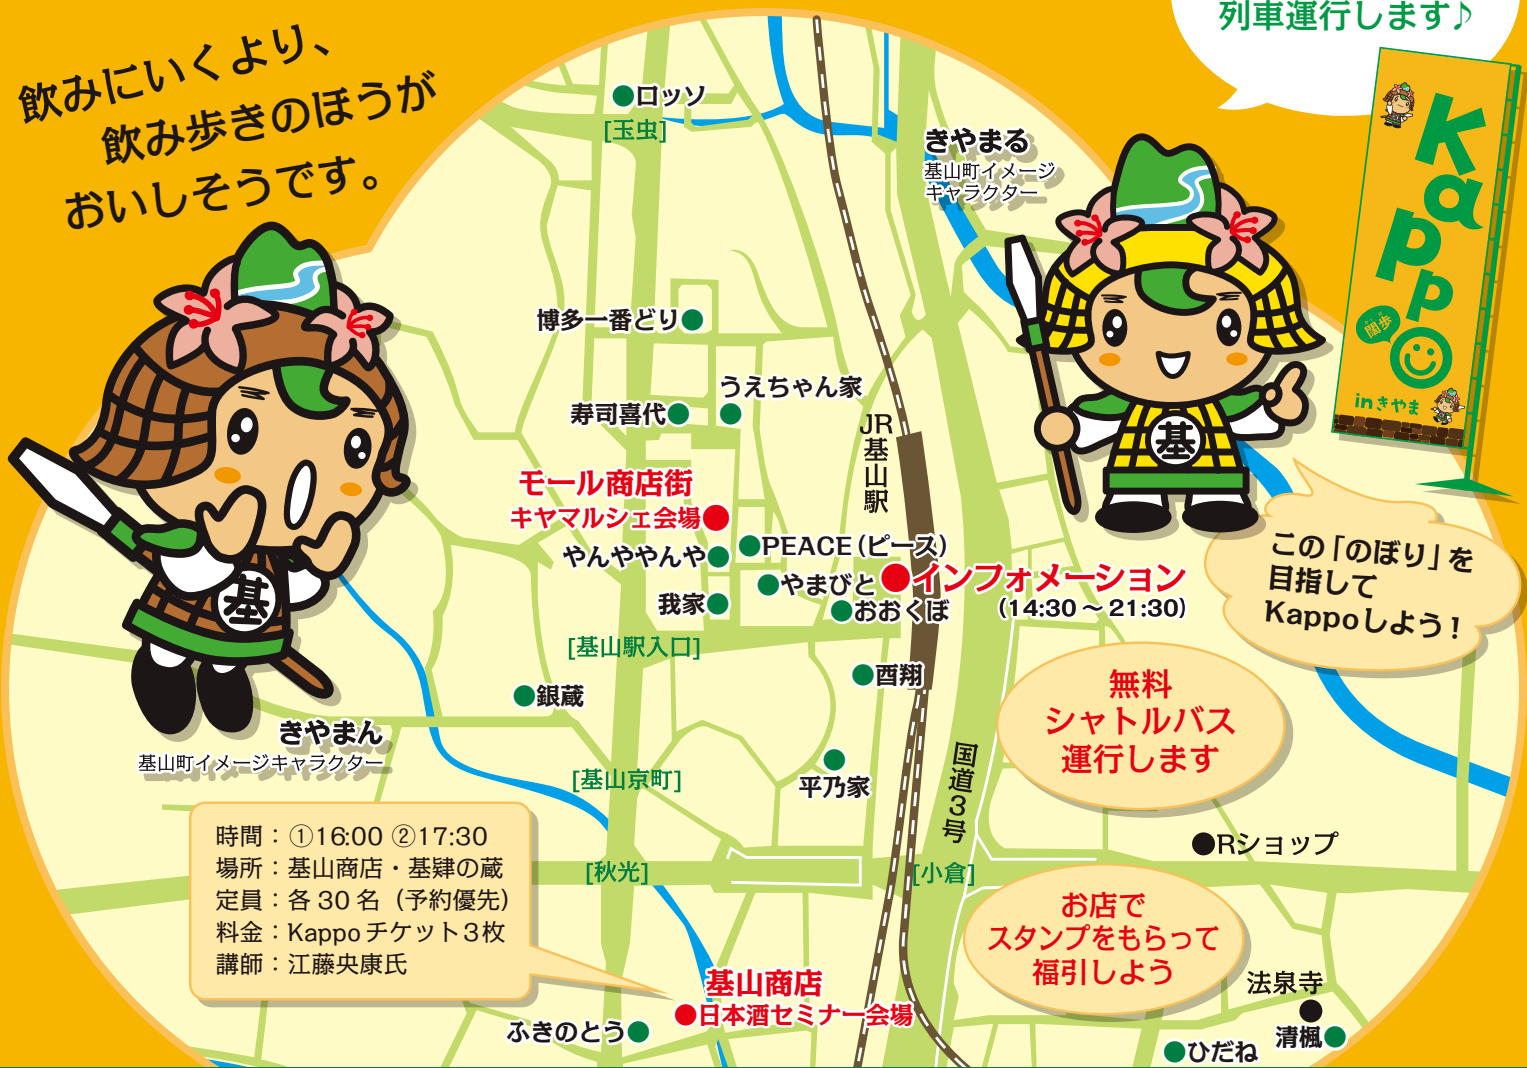 列車運行します♪
飲みにいくより、
飲み歩きのほうが
おいしそうです。
Kappo
闊歩
inきやま
●ロッソ
[玉虫]
きやまる
基山町イメージ
キャラクター
基
博多一番どり●
うえちゃん家
寿司喜代●
JR基山駅
モール商店街
キヤマルシェ会場●
●PEACE(ピース)
やんややんや●
●やまびと
●インフォメーション
(14:30～21:30)
我家●
●おおくぼ
[基山駅入口]
この「のぼり」を
目指して
Kappoしよう!
基
●酉翔
●銀蔵
無料
シャトルバス
運行します
きやまん
基山町イメージキャラクター
[基山京町]
平乃家
国道3号
時間：①16:00 ②17:30
場所：基山商店・基肄の蔵
定員：各30名（予約優先）
料金：Kappoチケット3枚
講師：江藤央康氏
●Rショップ
[秋光]
[小倉]
お店で
スタンプをもらって
福引しよう
基山商店
●日本酒セミナー会場
ふきのとう●
法泉寺
清楓●
●ひだね